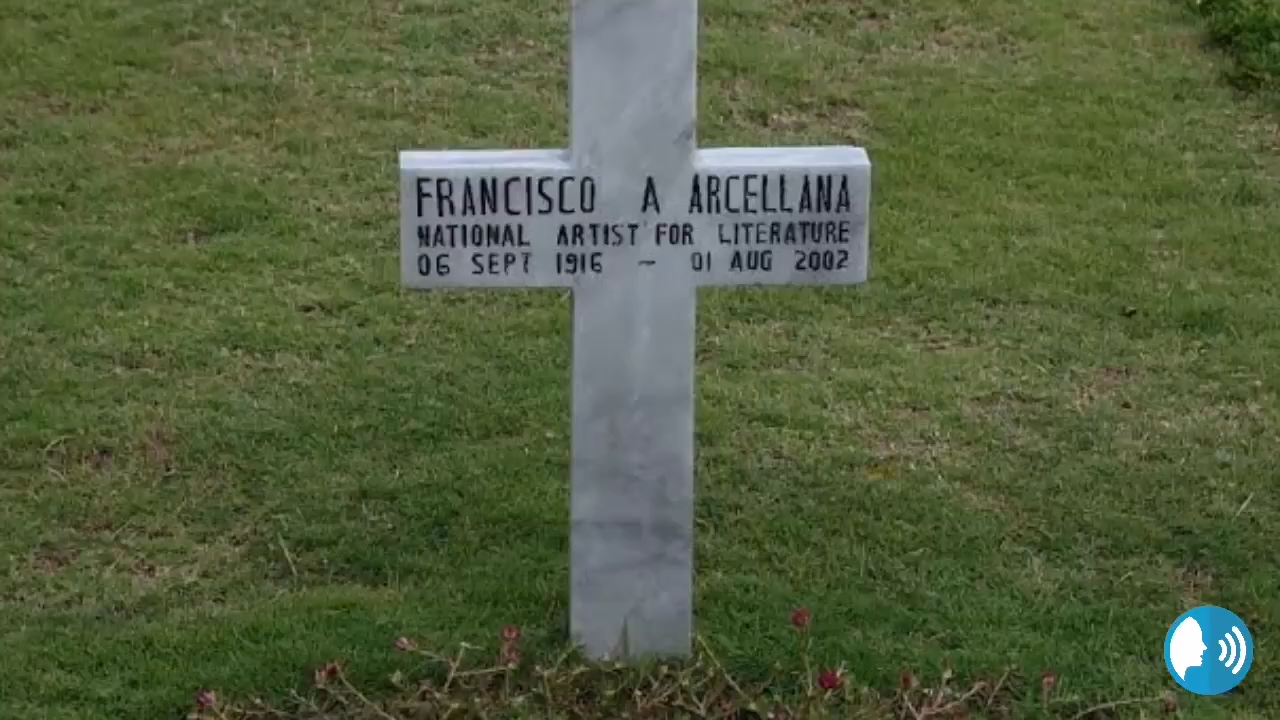 FRANCISCO A ARCELLANA
NATIONAL ARTIST FOR LITERATURE
06 SEPT 1916 ~ 01 AUG 2002